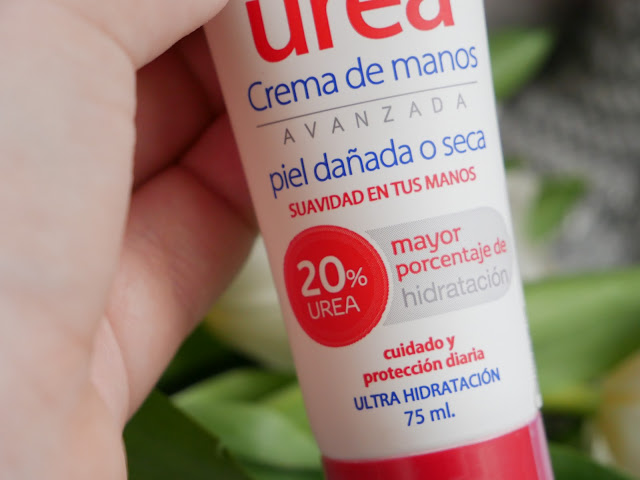 urea
Crema de manos
AVANZADA
piel dañada o seca
SUAVIDAD EN TUS MANOS
20%
UREA
mayor
porcentaje de
hidratación
cuidado y
protección diaria
ULTRA HIDRATACIÓN
75 ml.